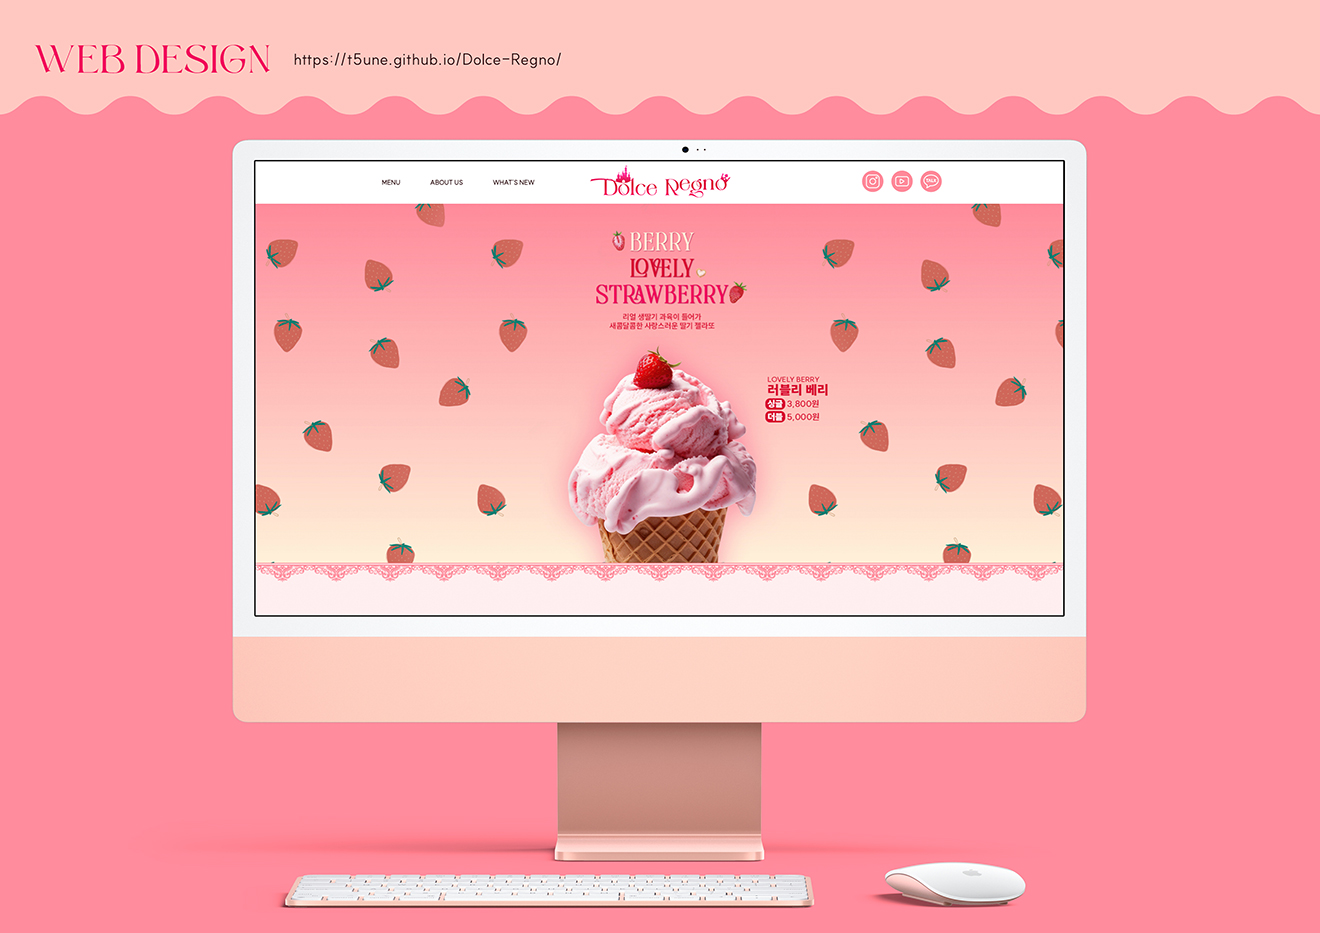 WEB DESIGN https://t5une.github.io/Dolce-Regno/
MENU ABOUT US WHAT'S NEW Dolce Regno TALK
BERRY
LOVELY
STRAWBERRY
리얼 생딸기 과육이 들어가
새콤달콤한 사랑스러운 딸기 젤라또
LOVELY BERRY
러블리 베리
싱글 3,800원
더블 5,000원